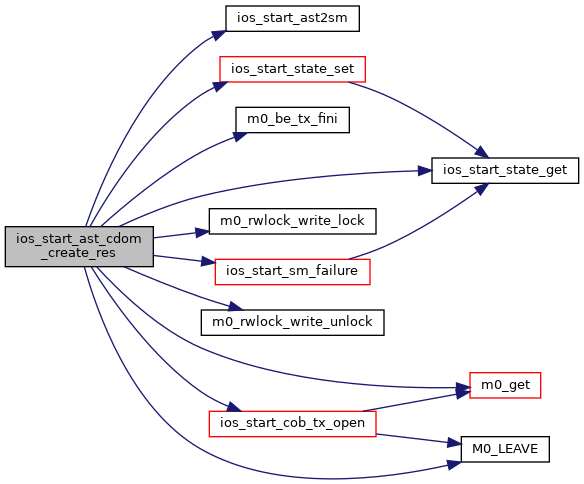 ios_start_ast2sm
ios_start_state_set
m0_be_tx_fini
ios_start_state_get
m0_rwlock_write_lock
ios_start_ast_cdom
_create_res
ios_start_sm_failure
m0_rwlock_write_unlock
m0_get
ios_start_cob_tx_open
M0_LEAVE